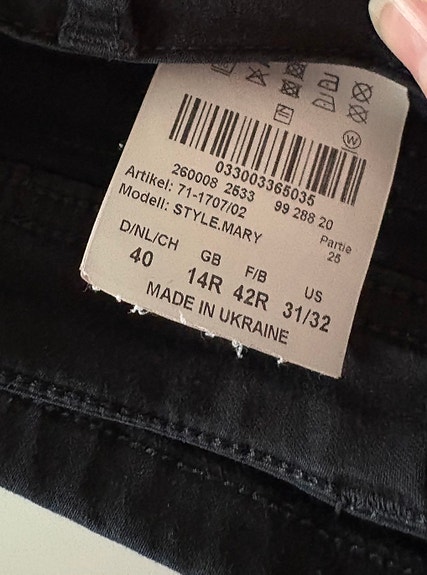 W
033003365035
260008 2533 99 288 20
Artikel: 71-1707/02
Modell: STYLE.MARY
Partie
25
D/NL/CH GB F/B US
40 14R 42R 31/32
MADE IN UKRAINE